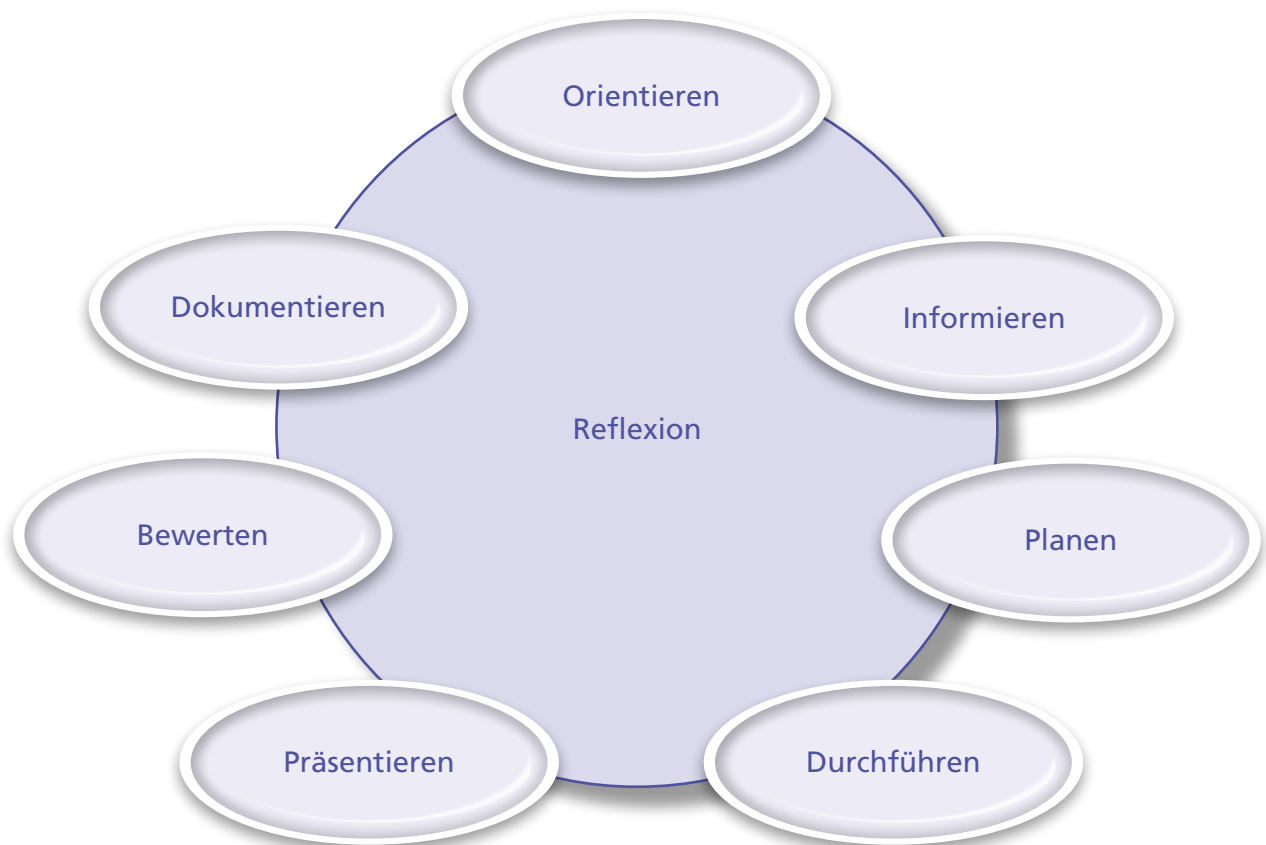 Orientieren
Dokumentieren
Informieren
Reflexion
Bewerten
Planen
Präsentieren
Durchführen